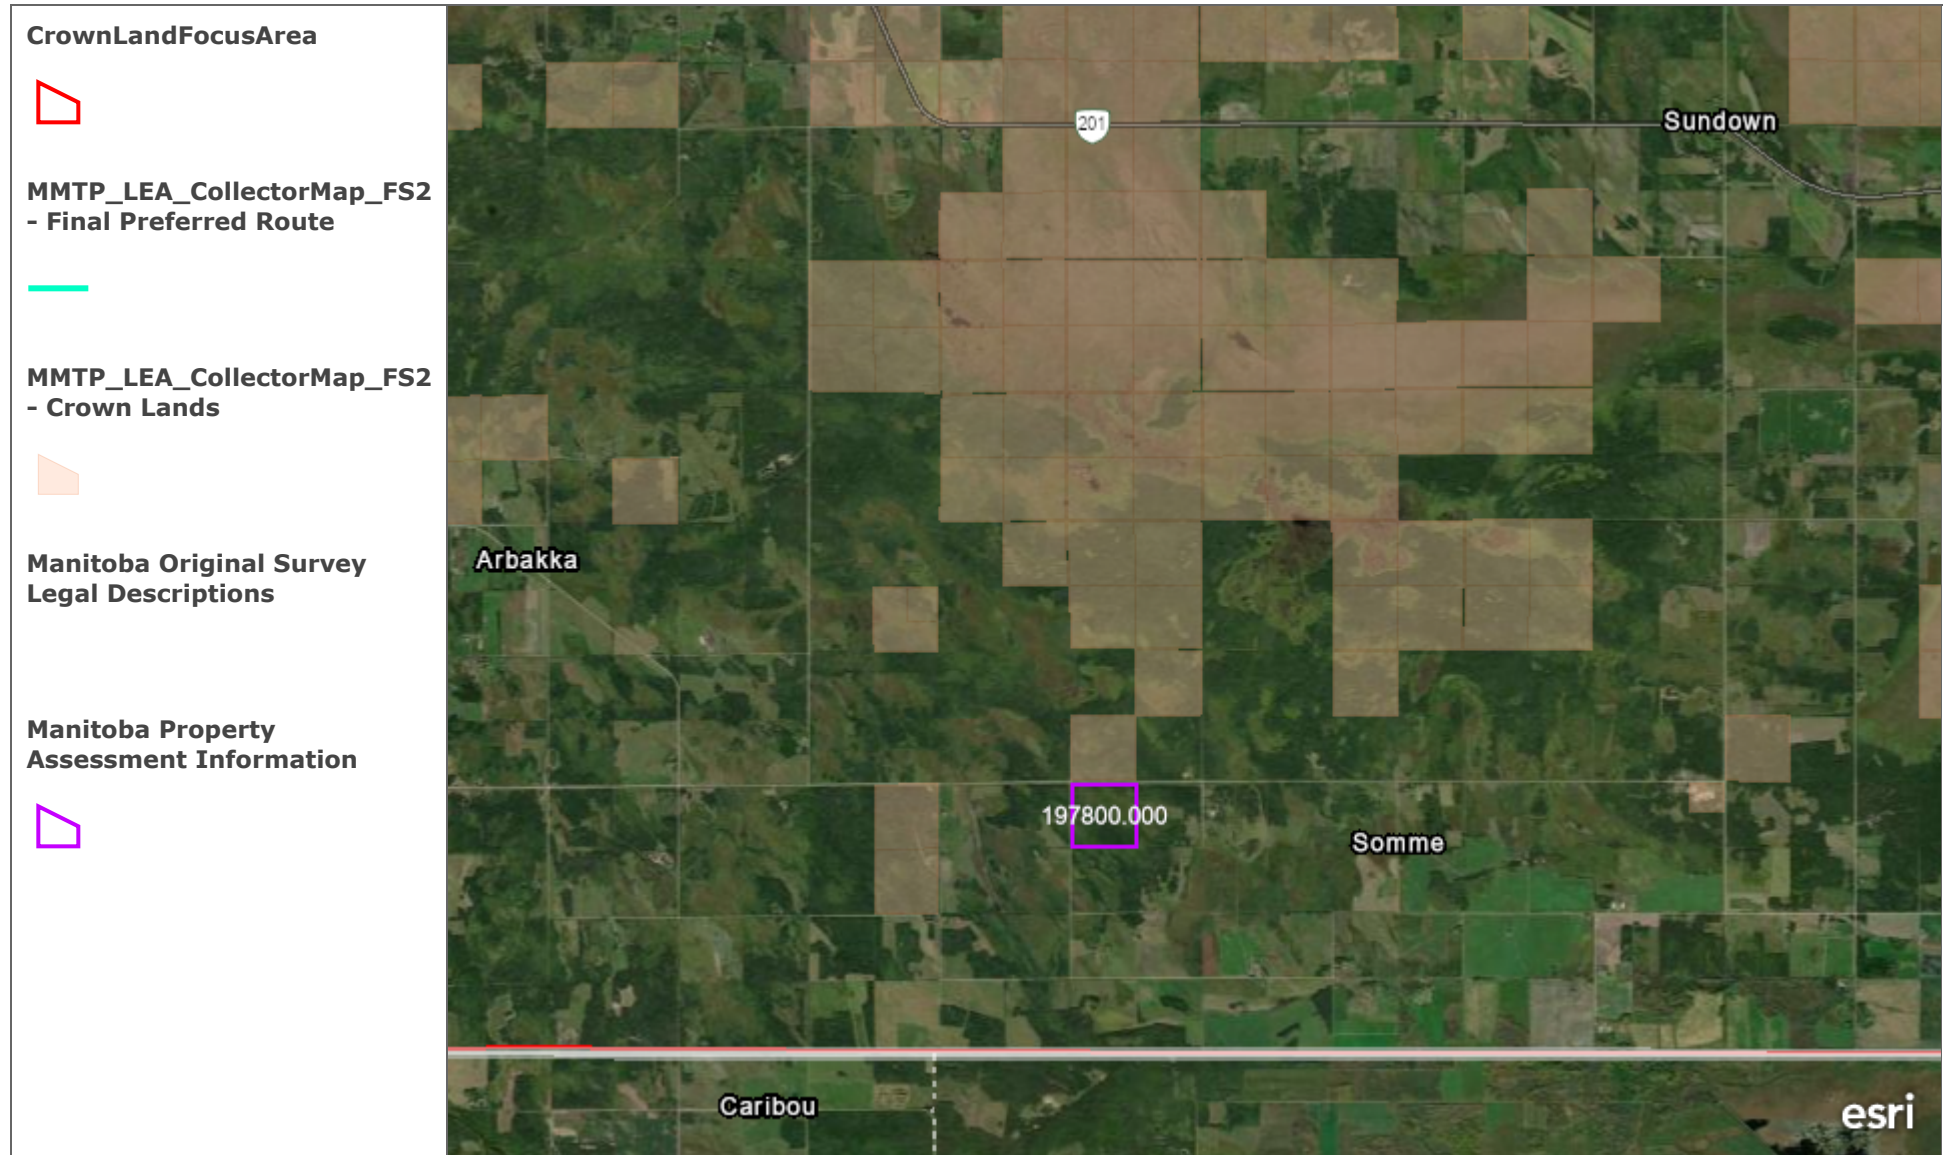 CrownLandFocusArea
MMTP_LEA_CollectorMap_FS2
- Final Preferred Route
MMTP_LEA_CollectorMap_FS2
- Crown Lands
Manitoba Original Survey
Legal Descriptions
Manitoba Property
Assessment Information
201
Sundown
Arbakka
197800.000
Somme
Caribou
esri